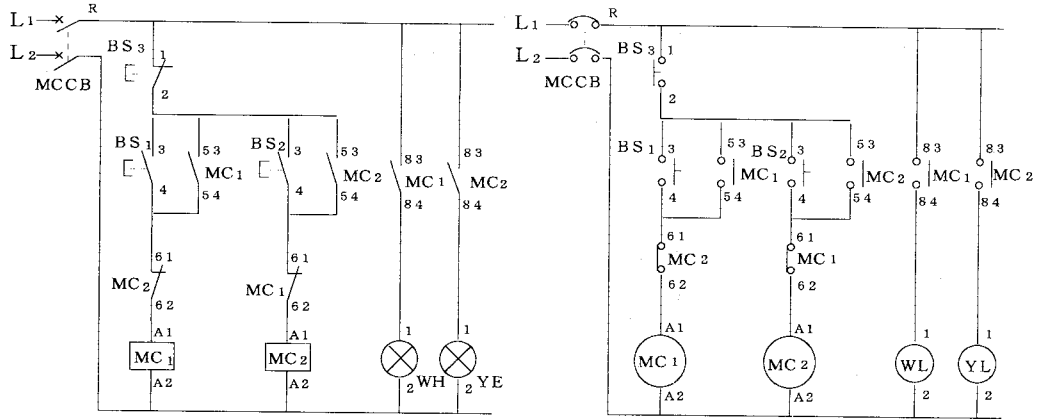 L1 R
L2
MCCB
BS3 1
2
BS1 3 53 BS2 3 53 83 83
MC1 MC2 MC1 MC2
4 54 4 54 84 84
61 61
MC2 MC1
62 62
A1 A1 1 1
MC1 MC2
A2 A2 2 WH 2 YE
L1 R
L2
MCCB
BS3 1
2
BS1 3 53 BS2 3 53 83 83
MC1 MC2 MC1 MC2
4 54 4 54 84 84
61 61
MC2 MC1
62 62
A1 A1 1 1
MC1 MC2 WL YL
A2 A2 2 2